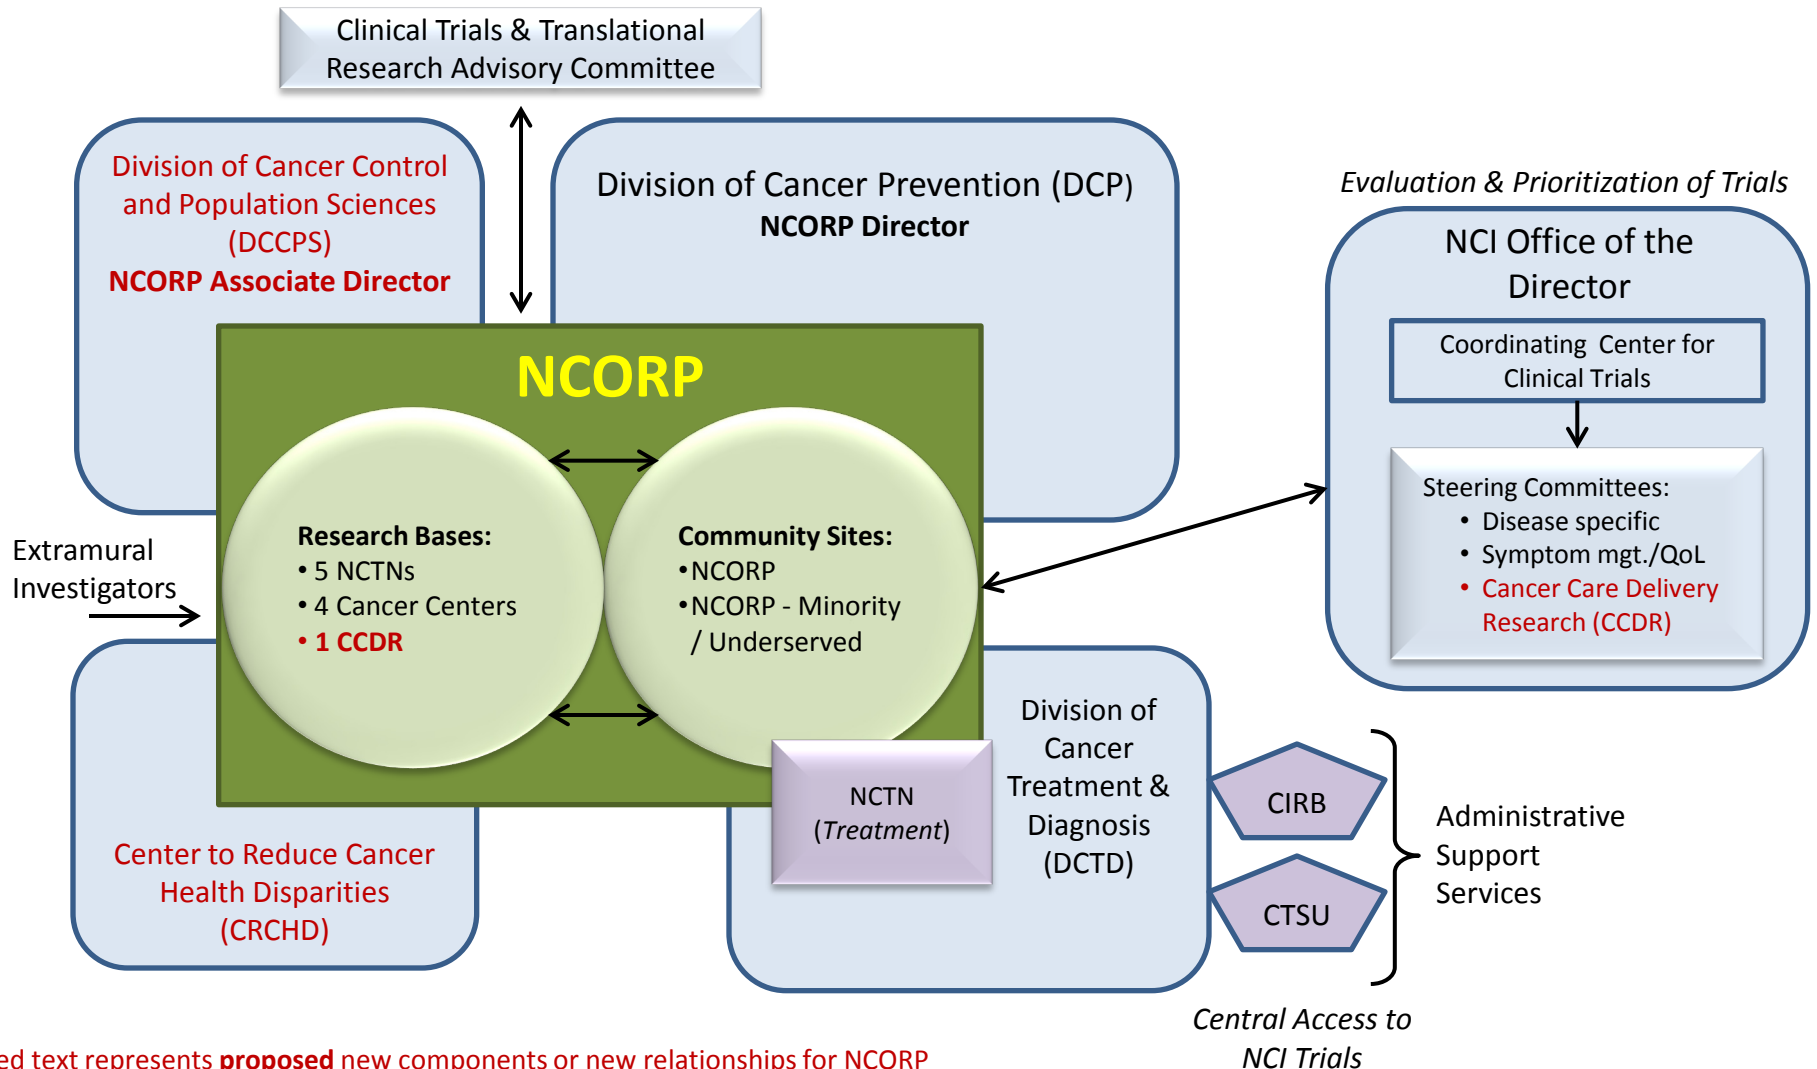 Clinical Trials & Translational
Research Advisory Committee
Division of Cancer Control
and Population Sciences
(DCCPS)
NCORP Associate Director
Division of Cancer Prevention (DCP)
NCORP Director
Evaluation & Prioritization of Trials
NCI Office of the
Director
Coordinating Center for
Clinical Trials
Steering Committees:
• Disease specific
• Symptom mgt./QoL
• Cancer Care Delivery
Research (CCDR)
NCORP
Extramural
Investigators
Research Bases:
• 5 NCTNs
• 4 Cancer Centers
• 1 CCDR
Community Sites:
•NCORP
•NCORP - Minority
/ Underserved
Division of
Cancer
Treatment &
Diagnosis
(DCTD)
NCTN
(Treatment)
CIRB
CTSU
Administrative
Support
Services
Center to Reduce Cancer
Health Disparities
(CRCHD)
Central Access to
NCI Trials
text represents proposed new components or new relationships for NCORP